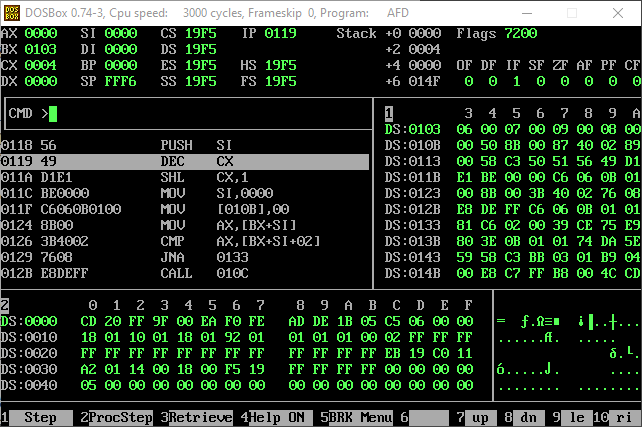 DOSBox 0.74-3, Cpu speed: 3000 cycles, Frameskip 0, Program: AFD
AX 0000 SI 0000 CS 19F5 IP 0119 Stack +0 0000 Flags 7200
BX 0103 DI 0000 DS 19F5 +2 0004
CX 0004 BP 0000 ES 19F5 HS 19F5 +4 0000 OF DF IF SF ZF AF PF CF
DX 0000 SP FFF6 SS 19F5 FS 19F5 +6 014F 0 0 1 0 0 0 0 0
CMD >
1 3 4 5 6 7 8 9 A
DS:0103 06 00 07 00 09 00 08 00
DS:010B 00 50 8B 00 87 40 02 89
0118 56 PUSH SI DS:0113 00 58 C3 50 51 56 49 D1
0119 49 DEC CX DS:011B E1 BE 00 00 C6 06 0B 01
011A D1E1 SHL CX,1 DS:0123 00 8B 00 3B 40 02 76 08
011C BE0000 MOV SI,0000 DS:012B E8 DE FF C6 06 0B 01 01
011F C6060B0100 MOV [010B],00 DS:0133 81 C6 02 00 39 CE 75 E9
0124 8B00 MOV AX,[BX+SI] DS:013B 80 3E 0B 01 01 74 DA 5E
0126 3B4002 CMP AX,[BX+SI+02] DS:0143 59 58 C3 BB 03 01 B9 04
0129 7608 JNA 0133 DS:014B 00 E8 C7 FF B8 00 4C CD
012B E8DEFF CALL 010C
2 0 1 2 3 4 5 6 7 8 9 A B C D E F
DS:0000 CD 20 FF 9F 00 EA F0 FE AD DE 1B 05 C5 06 00 00
DS:0010 18 01 10 01 18 01 92 01 01 01 01 00 02 FF FF FF
DS:0020 FF FF FF FF FF FF FF FF FF FF FF FF EB 19 C0 11
DS:0030 A2 01 14 00 18 00 F5 19 FF FF FF FF 00 00 00 00
DS:0040 05 00 00 00 00 00 00 00 00 00 00 00 00 00 00 00
1 Step 2 ProcStep 3 Retrieve 4 Help ON 5 BRK Menu 6 7 up 8 dn 9 le 10 ri